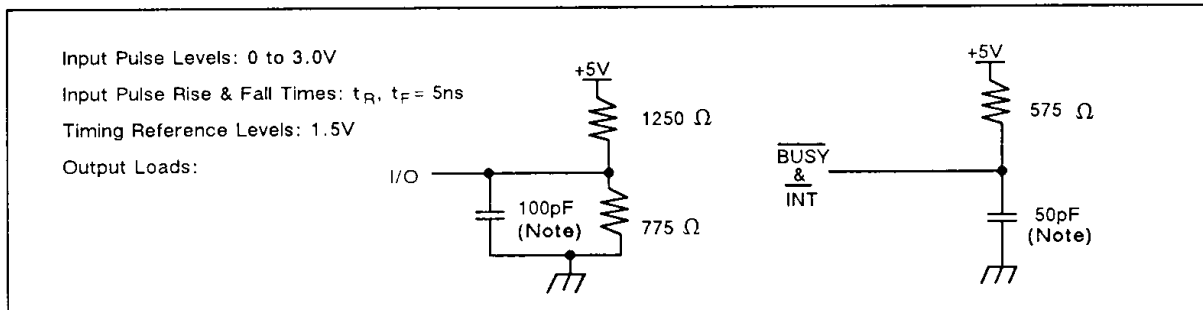 Input Pulse Levels: 0 to 3.0V
Input Pulse Rise & Fall Times: tR, tF = 5ns
Timing Reference Levels: 1.5V
Output Loads:
+5V
1250 Ω
I/O
100pF
(Note)
775 Ω
+5V
575 Ω
BUSY
&
INT
50pF
(Note)